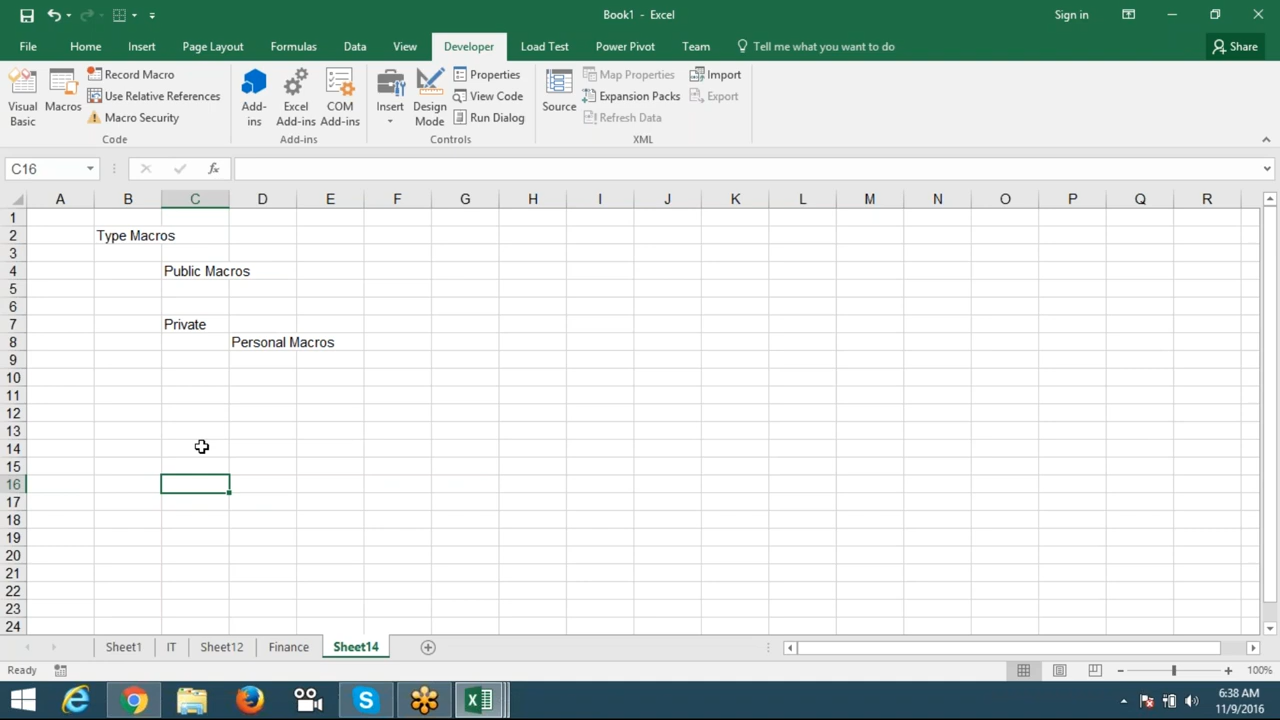 Book1 - Excel
Sign in
File Home Insert Page Layout Formulas Data View Developer Load Test Power Pivot Team Tell me what you want to do Share
Visual Basic
Macros
Record Macro
Use Relative References
Macro Security
Code
Add-ins
Excel Add-ins
COM Add-ins
Add-ins
Insert
Design Mode
Properties
View Code
Run Dialog
Controls
Source
Map Properties
Expansion Packs
Refresh Data
Import
Export
XML
C16
fx
A B C D E F G H I J K L M N O P Q R
1
2 Type Macros
3
4 Public Macros
5
6
7 Private
8 Personal Macros
9
10
11
12
13
14
15
16
17
18
19
20
21
22
23
24
Sheet1 IT Sheet12 Finance Sheet14
Ready
100%
6:38 AM
11/9/2016